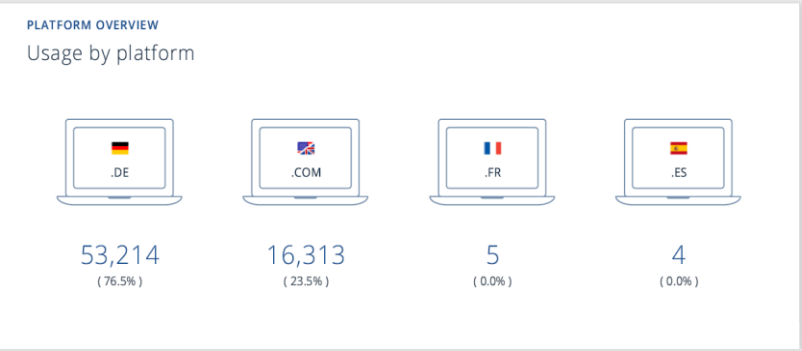 PLATFORM OVERVIEW
Usage by platform
.DE
.COM
.FR
.ES
53,214
16,313
5
4
( 76.5% )
( 23.5% )
( 0.0% )
( 0.0% )